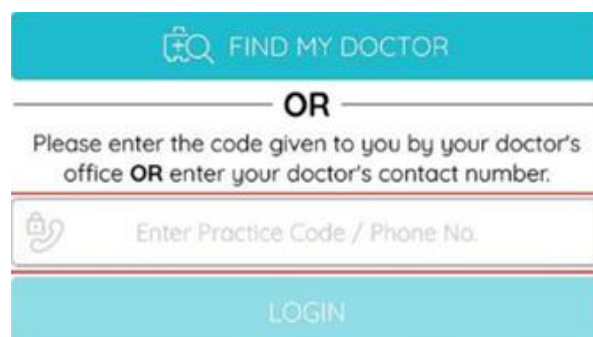 FIND MY DOCTOR
OR
Please enter the code given to you by your doctor's
office OR enter your doctor's contact number.
Enter Practice Code / Phone No.
LOGIN